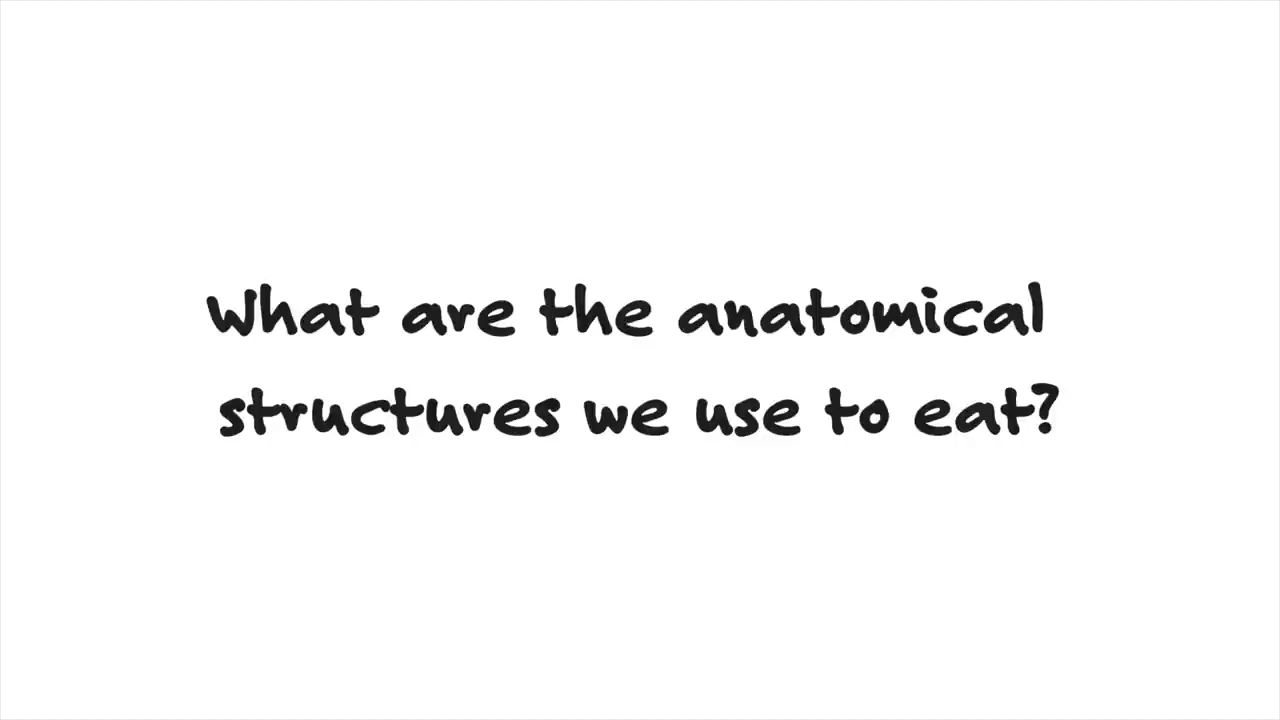 What are the anatomical
structures we use to eat?